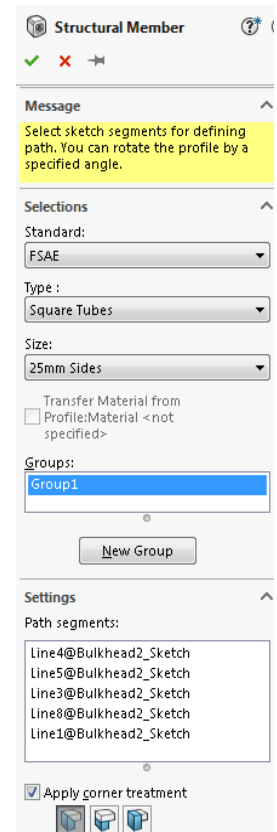 Structural Member
Message
Select sketch segments for defining
path. You can rotate the profile by a
specified angle.
Selections
Standard:
FSAE
Type :
Square Tubes
Size:
25mm Sides
Transfer Material from
Profile:Material <not
specified>
Groups:
Group1
New Group
Settings
Path segments:
Line4@Bulkhead2_Sketch
Line5@Bulkhead2_Sketch
Line3@Bulkhead2_Sketch
Line8@Bulkhead2_Sketch
Line1@Bulkhead2_Sketch
Apply corner treatment